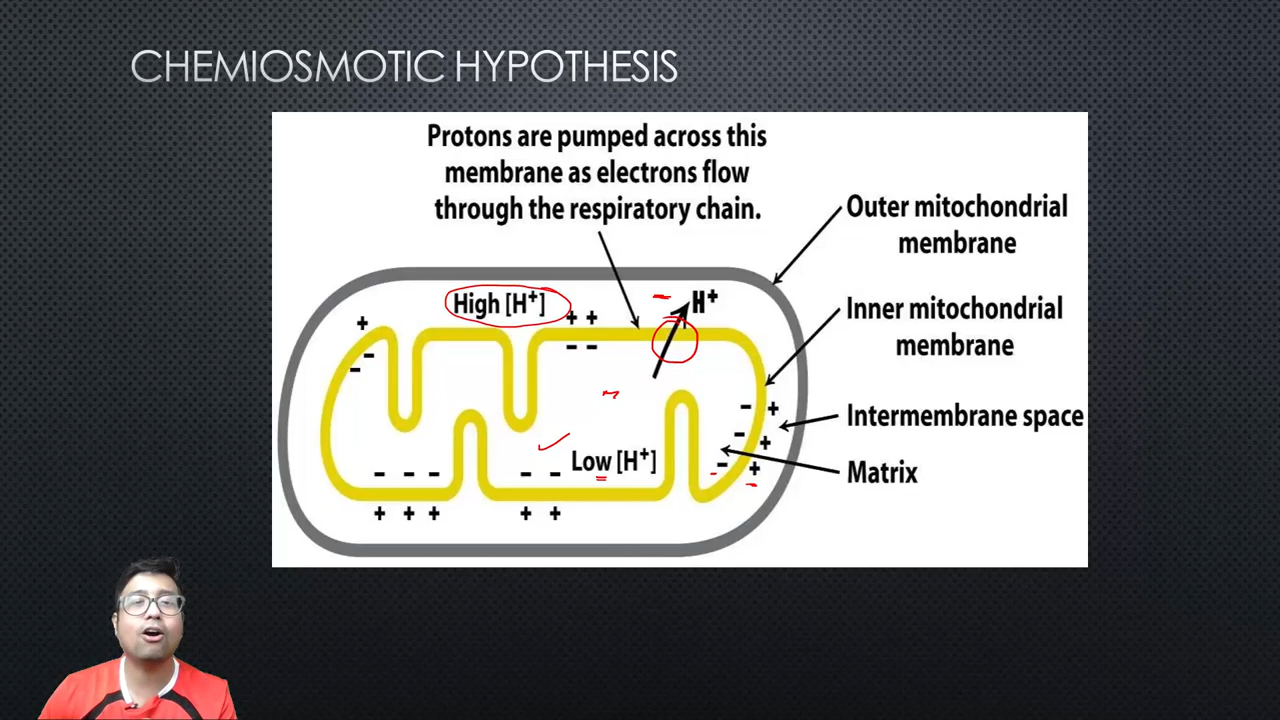 CHEMIOSMOTIC HYPOTHESIS
Protons are pumped across this
membrane as electrons flow
through the respiratory chain.
Outer mitochondrial
membrane
High [H⁺]
H⁺
+
+ +
- -
-
-
Inner mitochondrial
membrane
- +
- +
- +
Intermembrane space
Low [H⁺]
Matrix
- - - - -
+ + + + +